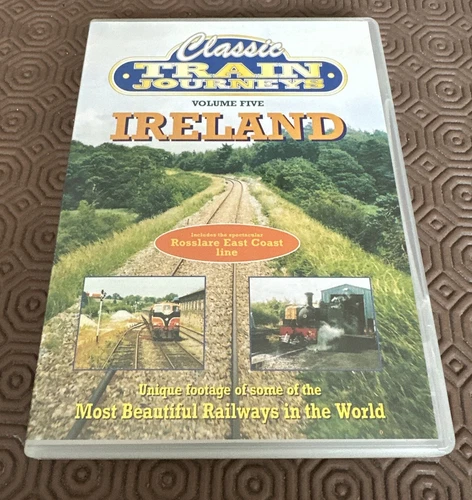 Classic
TRAIN
JOURNEYS
VOLUME FIVE
IRELAND
Includes the spectacular
Rosslare East Coast
line
Unique footage of some of the
Most Beautiful Railways in the World